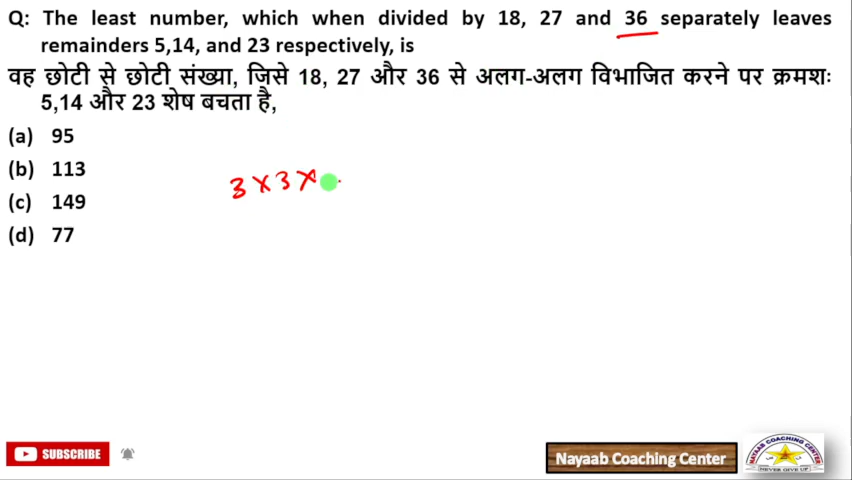 Q: The least number, which when divided by 18, 27 and 36 separately leaves
remainders 5,14, and 23 respectively, is
वह छोटी से छोटी संख्या, जिसे 18, 27 और 36 से अलग-अलग विभाजित करने पर क्रमशः
5,14 और 23 शेष बचता है,
(a) 95
(b) 113
(c) 149
(d) 77
3 × 3 ×
SUBSCRIBE
Nayaab Coaching Center
NAYAAB COACHING CENTER
NEVER GIVE UP